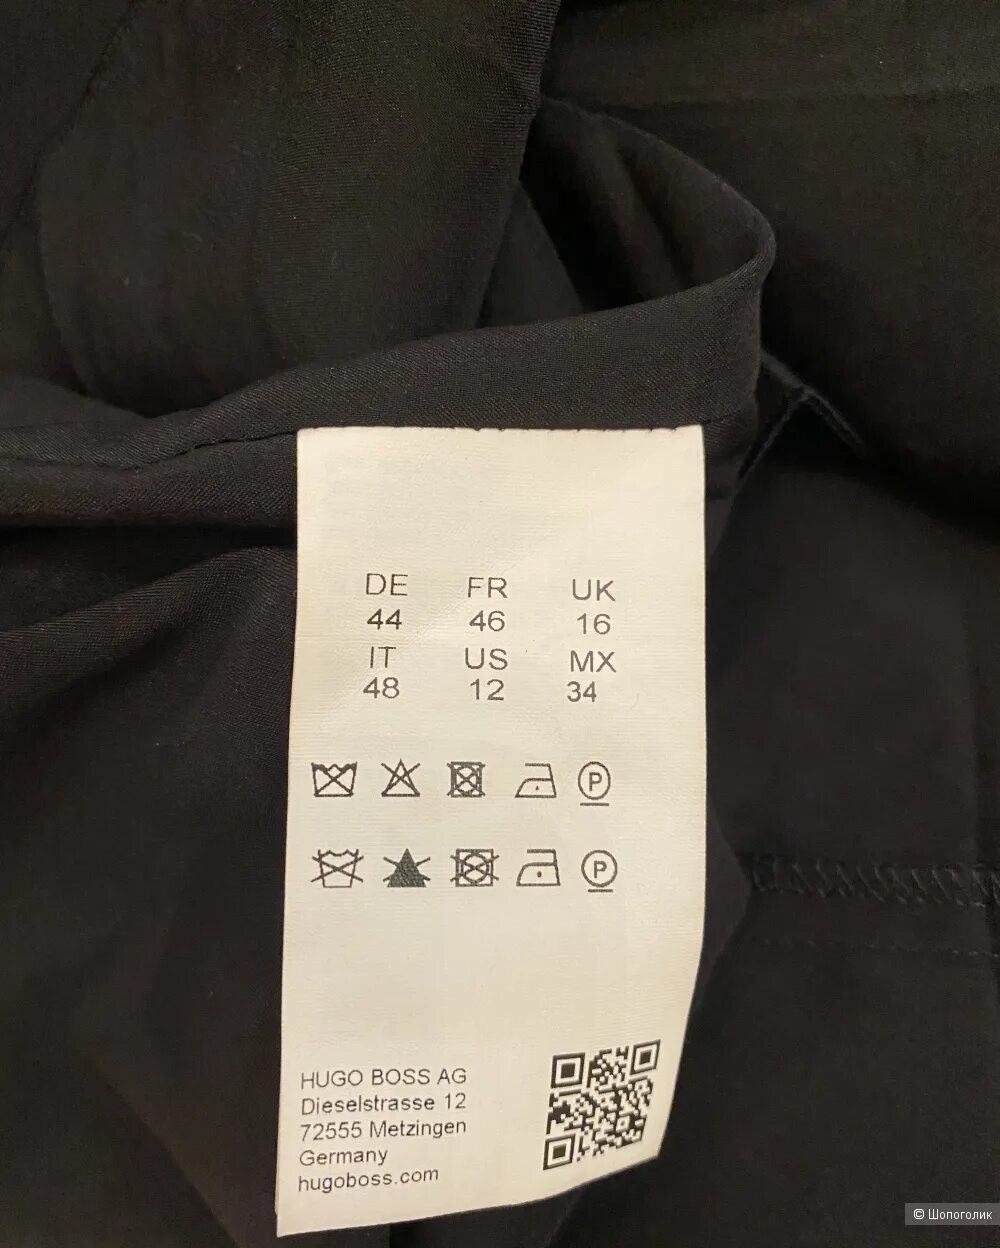 DE FR UK
44 46 16
IT US MX
48 12 34
P
P
HUGO BOSS AG
Dieselstrasse 12
72555 Metzingen
Germany
hugoboss.com
© Шопоголик